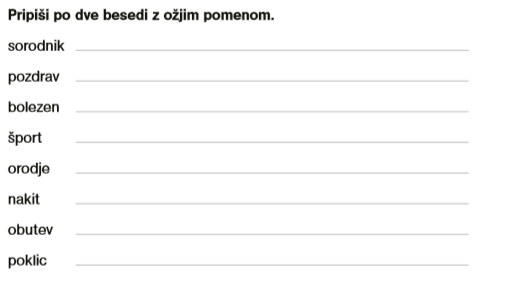 Pripiši po dve besedi z ožjim pomenom.
sorodnik
pozdrav
bolezen
šport
orodje
nakit
obutev
poklic